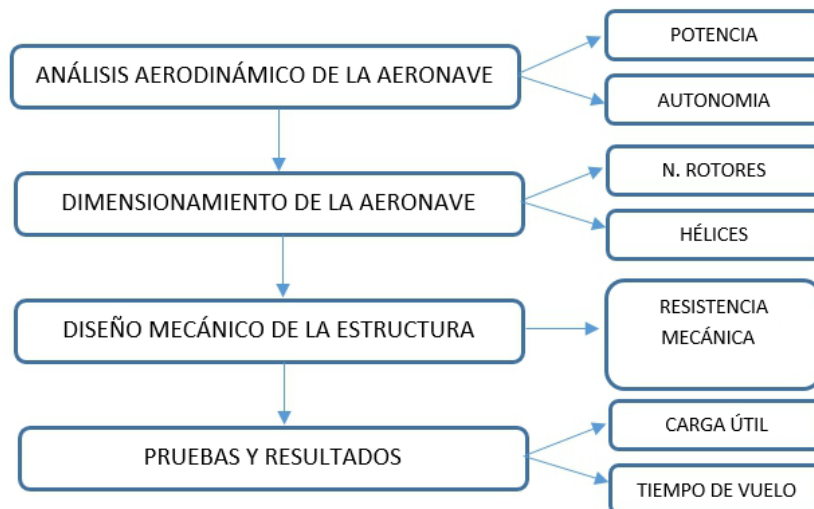 ANÁLISIS AERODINÁMICO DE LA AERONAVE
POTENCIA
AUTONOMIA
DIMENSIONAMIENTO DE LA AERONAVE
N. ROTORES
HÉLICES
DISEÑO MECÁNICO DE LA ESTRUCTURA
RESISTENCIA
MECÁNICA
PRUEBAS Y RESULTADOS
CARGA ÚTIL
TIEMPO DE VUELO